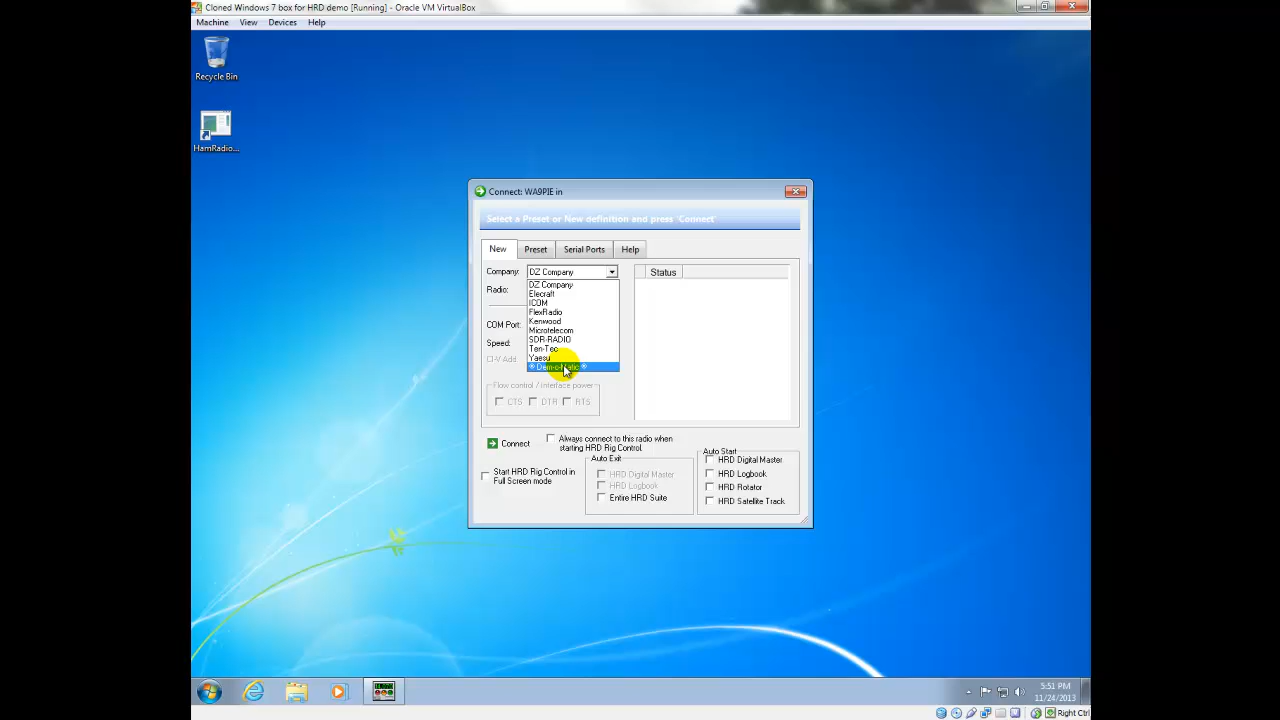 Cloned Windows 7 box for HRD demo [Running] - Oracle VM VirtualBox
Machine View Devices Help
Recycle Bin
HamRadio...
Connect: WA9PIE in
Select a Preset or New definition and press 'Connect'
New Preset Serial Ports Help
Company: DZ Company
Status
Radio:
DZ Company
Elecraft
ICOM
FlexRadio
Kenwood
Microtelecom
SDR-RADIO
Ten-Tec
Yaesu
Dem-o-Matic
COM Port:
Speed:
CI-V Addr:
Flow control / interface power
CTS DTR RTS
Connect
Always connect to this radio when
starting HRD Rig Control.
Start HRD Rig Control in
Full Screen mode
Auto Exit
HRD Digital Master
HRD Logbook
Entire HRD Suite
Auto Start
HRD Digital Master
HRD Logbook
HRD Rotator
HRD Satellite Track
5:51 PM
11/24/2013
Right Ctrl